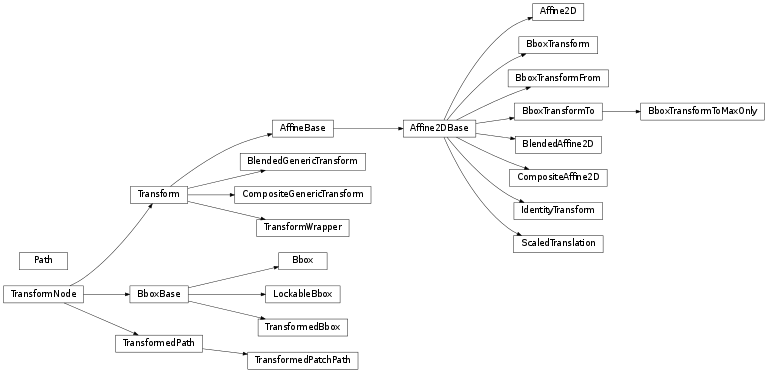 Affine2D
BboxTransform
BboxTransformFrom
BboxTransformTo
BboxTransformToMaxOnly
AffineBase
Affine2DBase
BlendedAffine2D
BlendedGenericTransform
CompositeAffine2D
Transform
CompositeGenericTransform
IdentityTransform
TransformWrapper
ScaledTranslation
Path
Bbox
TransformNode
BboxBase
LockableBbox
TransformedBbox
TransformedPath
TransformedPatchPath